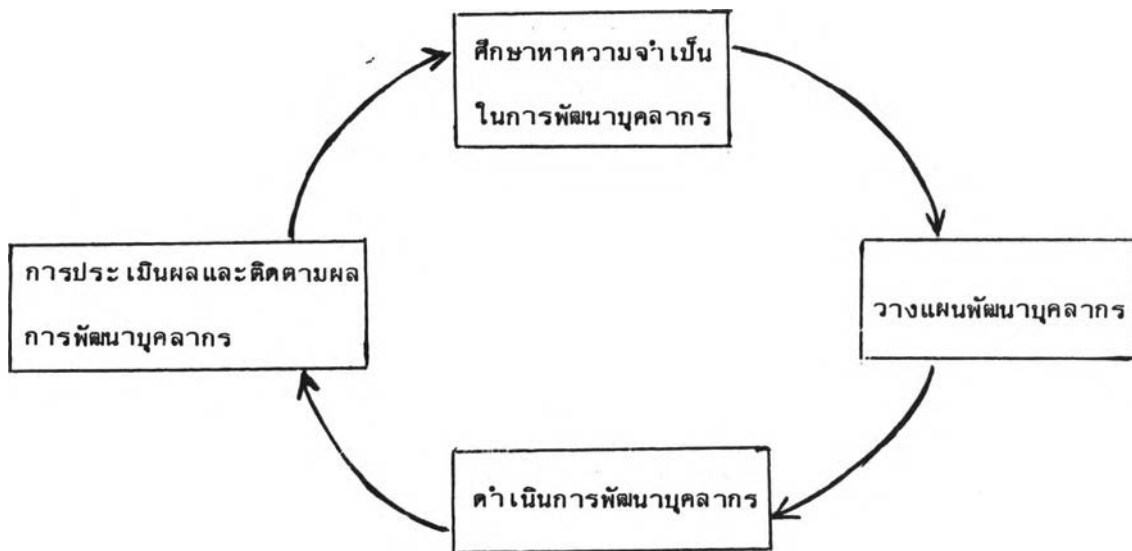 ศึกษาหาความจำเป็น
ในการพัฒนาบุคลากร
วางแผนพัฒนาบุคลากร
ดำเนินการพัฒนาบุคลากร
การประเมินผลและติดตามผล
การพัฒนาบุคลากร